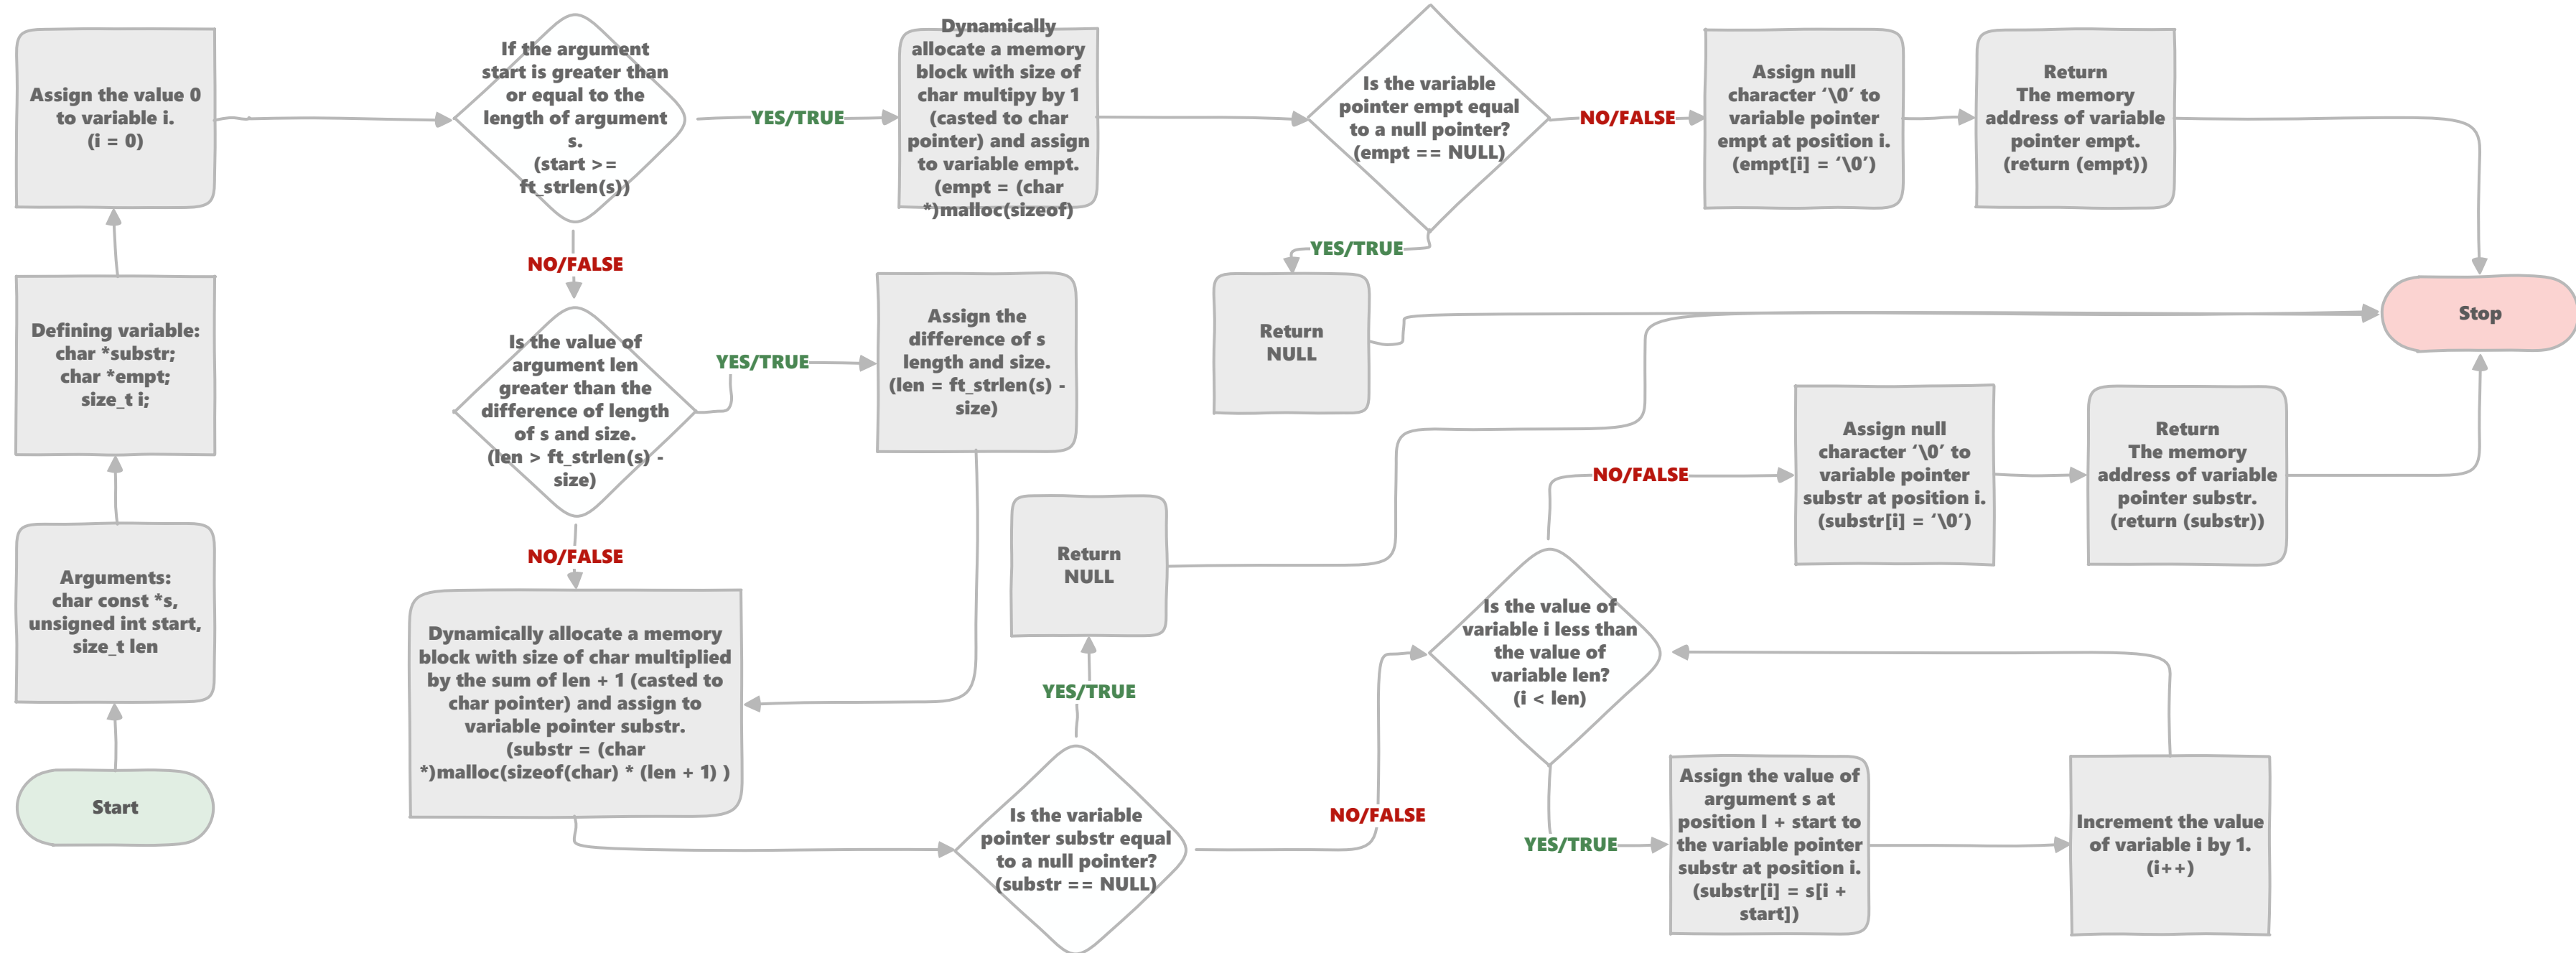 Start
Arguments:
char const *s,
unsigned int start,
size_t len
Defining variable:
char *substr;
char *empt;
size_t i;
Assign the value 0
to variable i.
(i = 0)
If the argument
start is greater than
or equal to the
length of argument
s.
(start >=
ft_strlen(s))
YES/TRUE
Dynamically
allocate a memory
block with size of
char multipy by 1
(casted to char
pointer) and assign
to variable empt.
(empt = (char
*)malloc(sizeof)
Is the variable
pointer empt equal
to a null pointer?
(empt == NULL)
NO/FALSE
Assign null
character ‘\0’ to
variable pointer
empt at position i.
(empt[i] = ‘\0’)
Return
The memory
address of variable
pointer empt.
(return (empt))
YES/TRUE
Return
NULL
Stop
NO/FALSE
Is the value of
argument len
greater than the
difference of length
of s and size.
(len > ft_strlen(s) -
size)
YES/TRUE
Assign the
difference of s
length and size.
(len = ft_strlen(s) -
size)
NO/FALSE
Dynamically allocate a memory
block with size of char multiplied
by the sum of len + 1 (casted to
char pointer) and assign to
variable pointer substr.
(substr = (char
*)malloc(sizeof(char) * (len + 1) )
Is the variable
pointer substr equal
to a null pointer?
(substr == NULL)
YES/TRUE
Return
NULL
NO/FALSE
Is the value of
variable i less than
the value of
variable len?
(i < len)
NO/FALSE
Assign null
character ‘\0’ to
variable pointer
substr at position i.
(substr[i] = ‘\0’)
Return
The memory
address of variable
pointer substr.
(return (substr))
YES/TRUE
Assign the value of
argument s at
position I + start to
the variable pointer
substr at position i.
(substr[i] = s[i +
start])
Increment the value
of variable i by 1.
(i++)